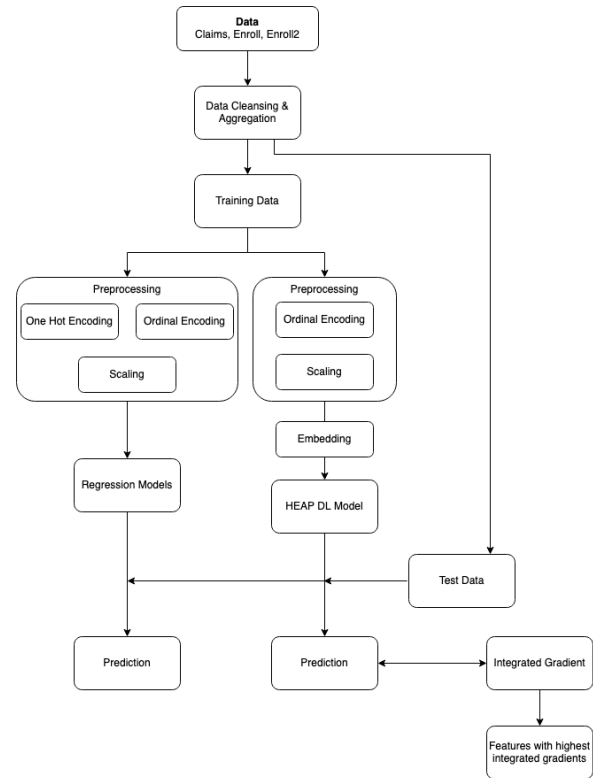 Data
Claims, Enroll, Enroll2
Data Cleansing &
Aggregation
Training Data
Preprocessing
One Hot Encoding
Ordinal Encoding
Scaling
Preprocessing
Ordinal Encoding
Scaling
Embedding
Regression Models
HEAP DL Model
Test Data
Prediction
Prediction
Integrated Gradient
Features with highest
integrated gradients